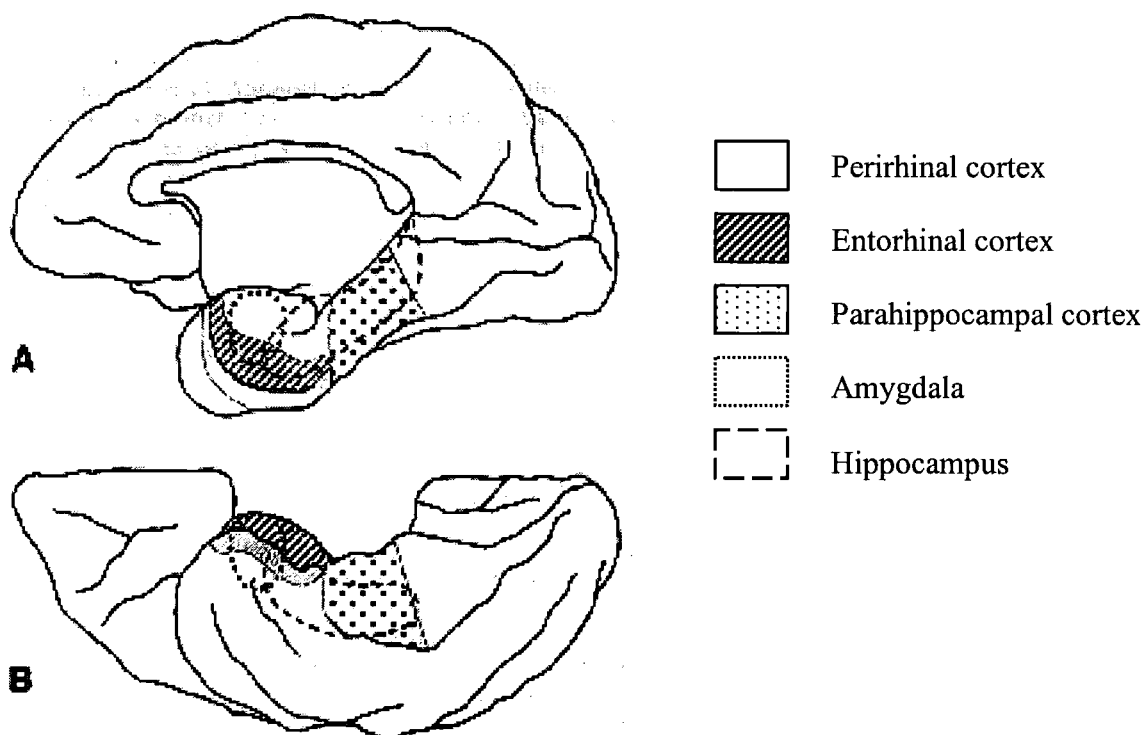 Perirhinal cortex
Entorhinal cortex
Parahippocampal cortex
A
Amygdala
Hippocampus
B